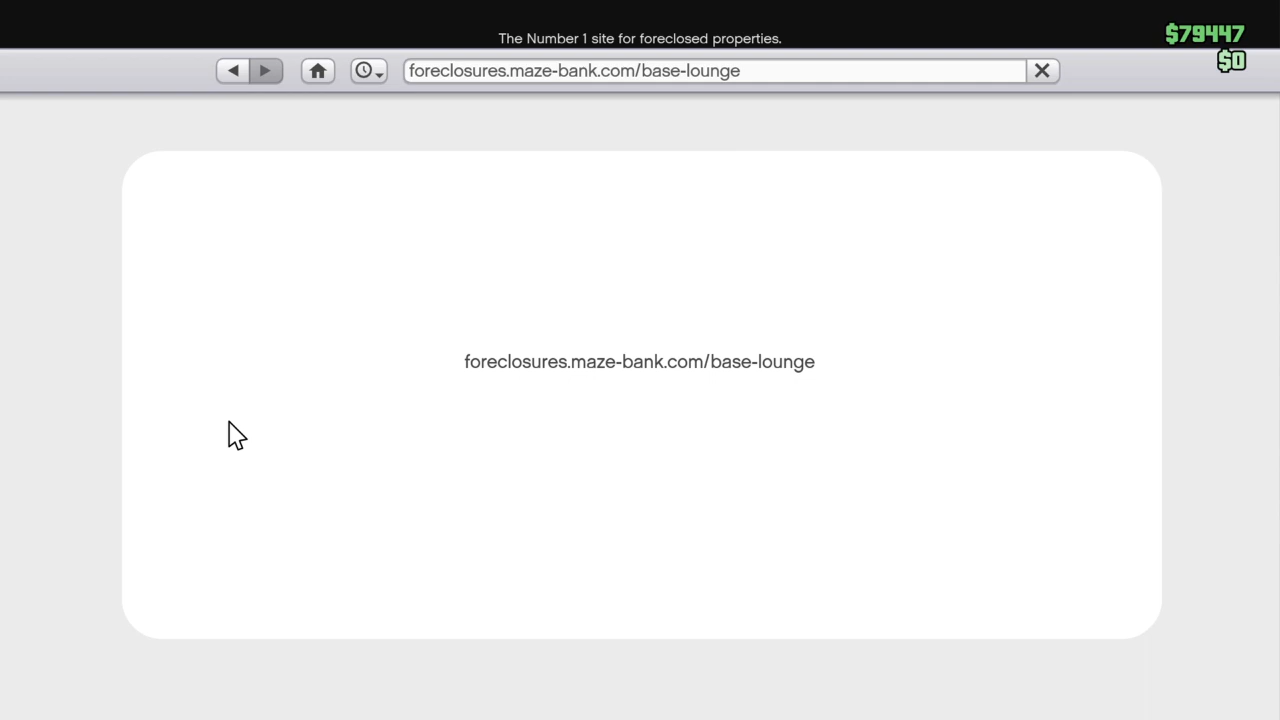 The Number 1 site for foreclosed properties.
$79447
foreclosures.maze-bank.com/base-lounge
$0
foreclosures.maze-bank.com/base-lounge